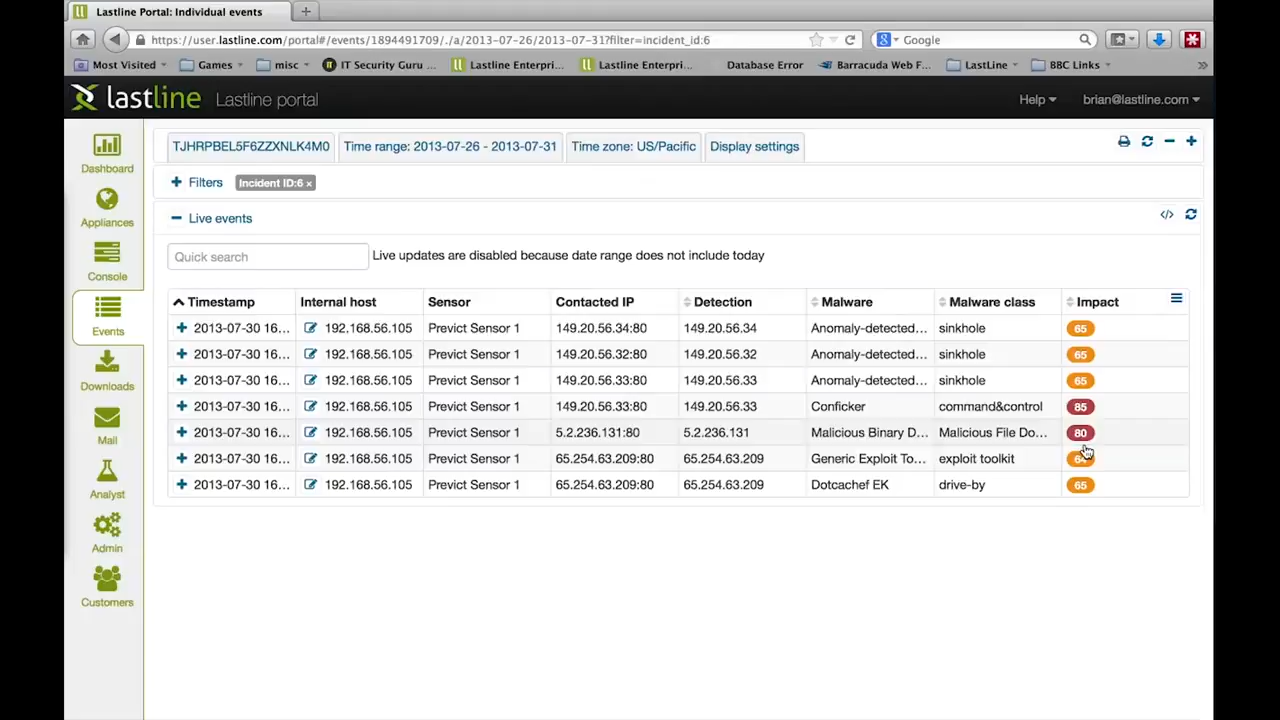 Lastline Portal: Individual events
https://user.lastline.com/portal#/events/1894491709/./a/2013-07-26/2013-07-31?filter=incident_id:6
Google
Most Visited Games misc IT Security Guru ... Lastline Enterpri... Lastline Enterpri... Database Error Barracuda Web F... LastLine BBC Links »
lastline Lastline portal Help brian@lastline.com
TJHRPBEL5F6ZZXNLK4M0 Time range: 2013-07-26 - 2013-07-31 Time zone: US/Pacific Display settings
Dashboard
Appliances
Console
Events
Downloads
Mail
Analyst
Admin
Customers
Filters Incident ID:6 ×
Live events
Quick search Live updates are disabled because date range does not include today
Timestamp Internal host Sensor Contacted IP Detection Malware Malware class Impact
2013-07-30 16... 192.168.56.105 Previct Sensor 1 149.20.56.34:80 149.20.56.34 Anomaly-detected... sinkhole 65
2013-07-30 16... 192.168.56.105 Previct Sensor 1 149.20.56.32:80 149.20.56.32 Anomaly-detected... sinkhole 65
2013-07-30 16... 192.168.56.105 Previct Sensor 1 149.20.56.33:80 149.20.56.33 Anomaly-detected... sinkhole 65
2013-07-30 16... 192.168.56.105 Previct Sensor 1 149.20.56.33:80 149.20.56.33 Conficker command&control 85
2013-07-30 16... 192.168.56.105 Previct Sensor 1 5.2.236.131:80 5.2.236.131 Malicious Binary D... Malicious File Do... 80
2013-07-30 16... 192.168.56.105 Previct Sensor 1 65.254.63.209:80 65.254.63.209 Generic Exploit To... exploit toolkit
2013-07-30 16... 192.168.56.105 Previct Sensor 1 65.254.63.209:80 65.254.63.209 Dotcachef EK drive-by 65